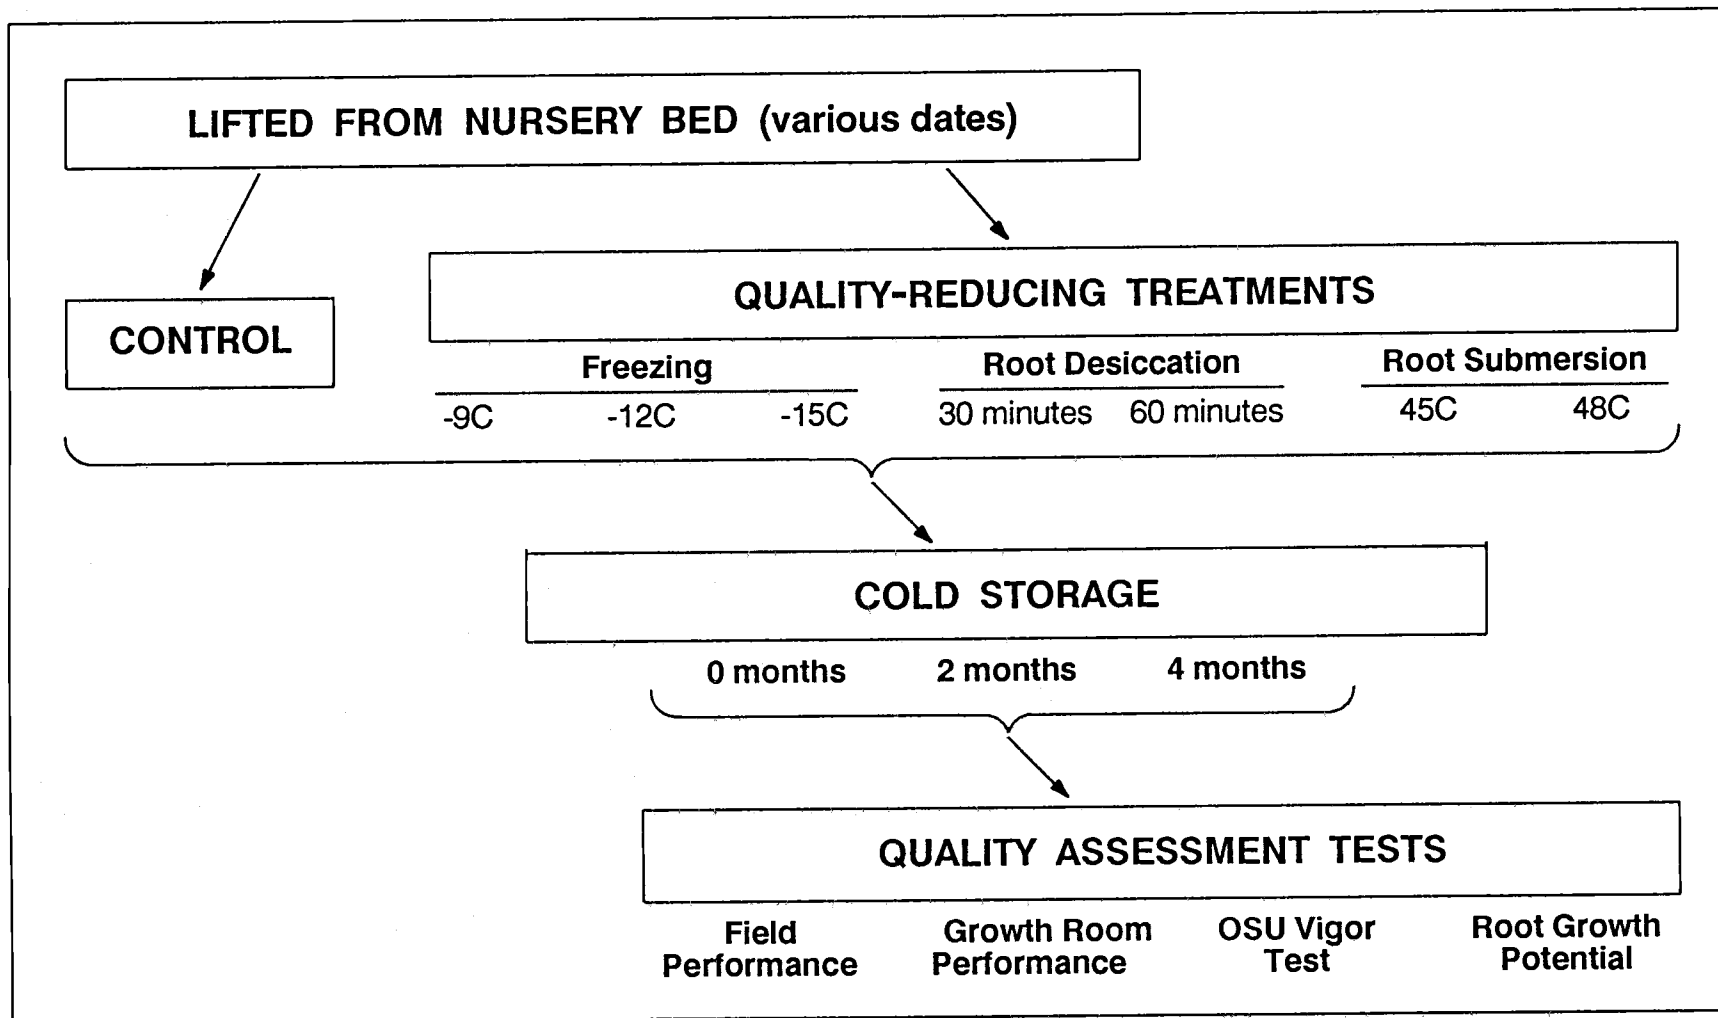 LIFTED FROM NURSERY BED (various dates)
CONTROL
QUALITY-REDUCING TREATMENTS
Freezing
-9C -12C -15C
Root Desiccation
30 minutes 60 minutes
Root Submersion
45C 48C
COLD STORAGE
0 months 2 months 4 months
QUALITY ASSESSMENT TESTS
Field
Performance
Growth Room
Performance
OSU Vigor
Test
Root Growth
Potential